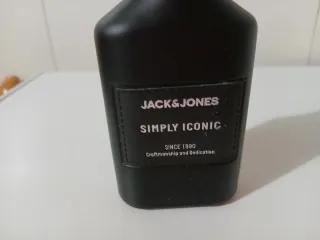 JACK&JONES
SIMPLY ICONIC
SINCE 1990
Craftmanship and Dedication